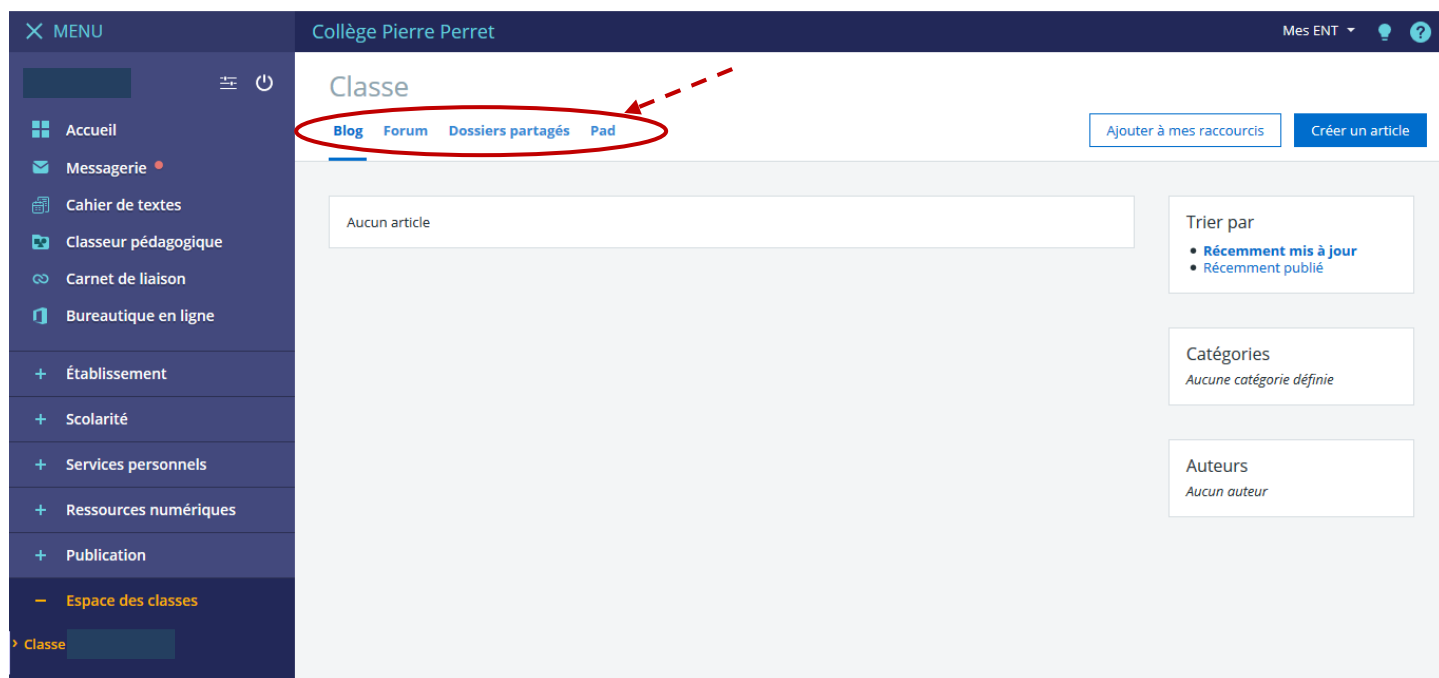 MENU
Collège Pierre Perret
Mes ENT
?
Accueil
Messagerie
Cahier de textes
Classeur pédagogique
Carnet de liaison
Bureautique en ligne
+ Établissement
+ Scolarité
+ Services personnels
+ Ressources numériques
+ Publication
− Espace des classes
› Classe
Classe
Blog Forum Dossiers partagés Pad
Ajouter à mes raccourcis
Créer un article
Aucun article
Trier par
• Récemment mis à jour
• Récemment publié
Catégories
Aucune catégorie définie
Auteurs
Aucun auteur